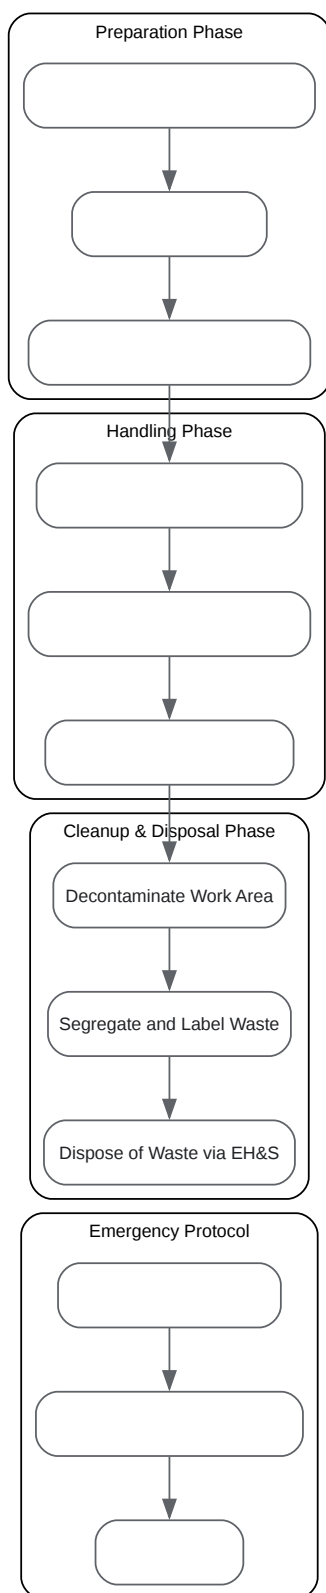 Preparation Phase
Handling Phase
Cleanup & Disposal Phase
Decontaminate Work Area
Segregate and Label Waste
Dispose of Waste via EH&S
Emergency Protocol